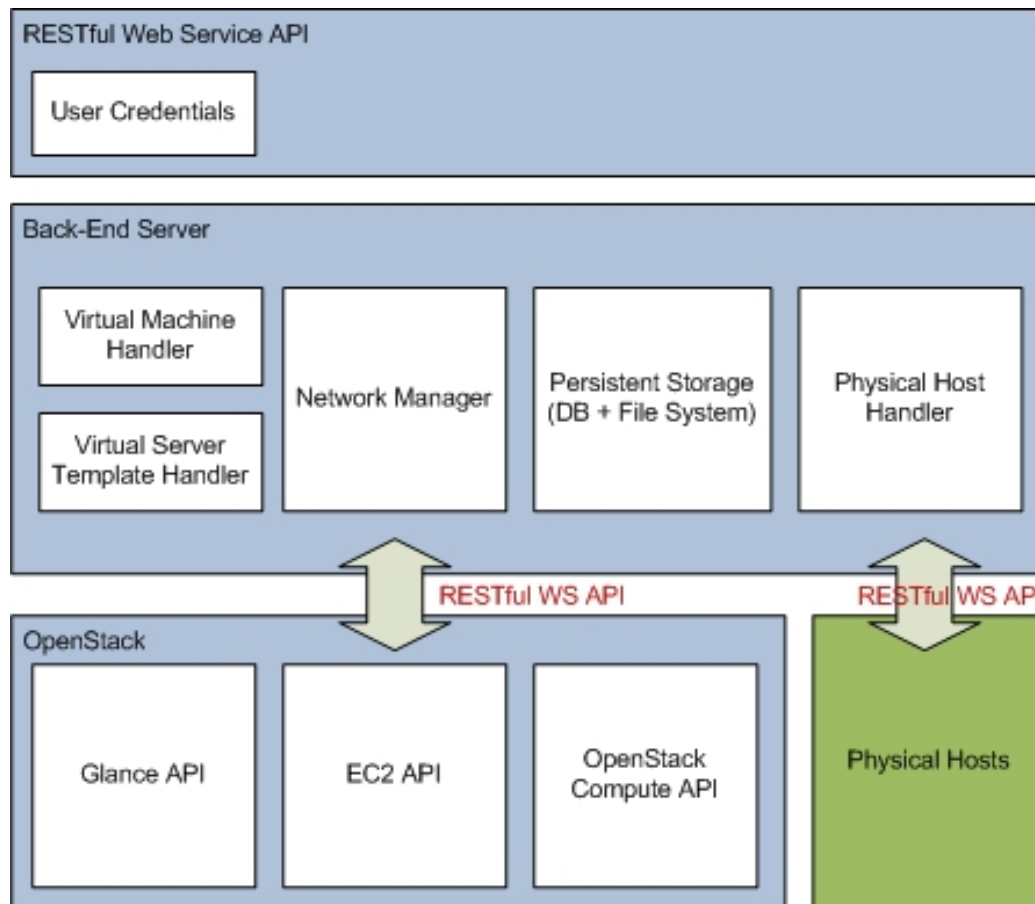 RESTful Web Service API
User Credentials
Back-End Server
Virtual Machine
Handler
Virtual Server
Template Handler
Network Manager
Persistent Storage
(DB + File System)
Physical Host
Handler
RESTful WS API
RESTful WS AP
OpenStack
Glance API
EC2 API
OpenStack
Compute API
Physical Hosts